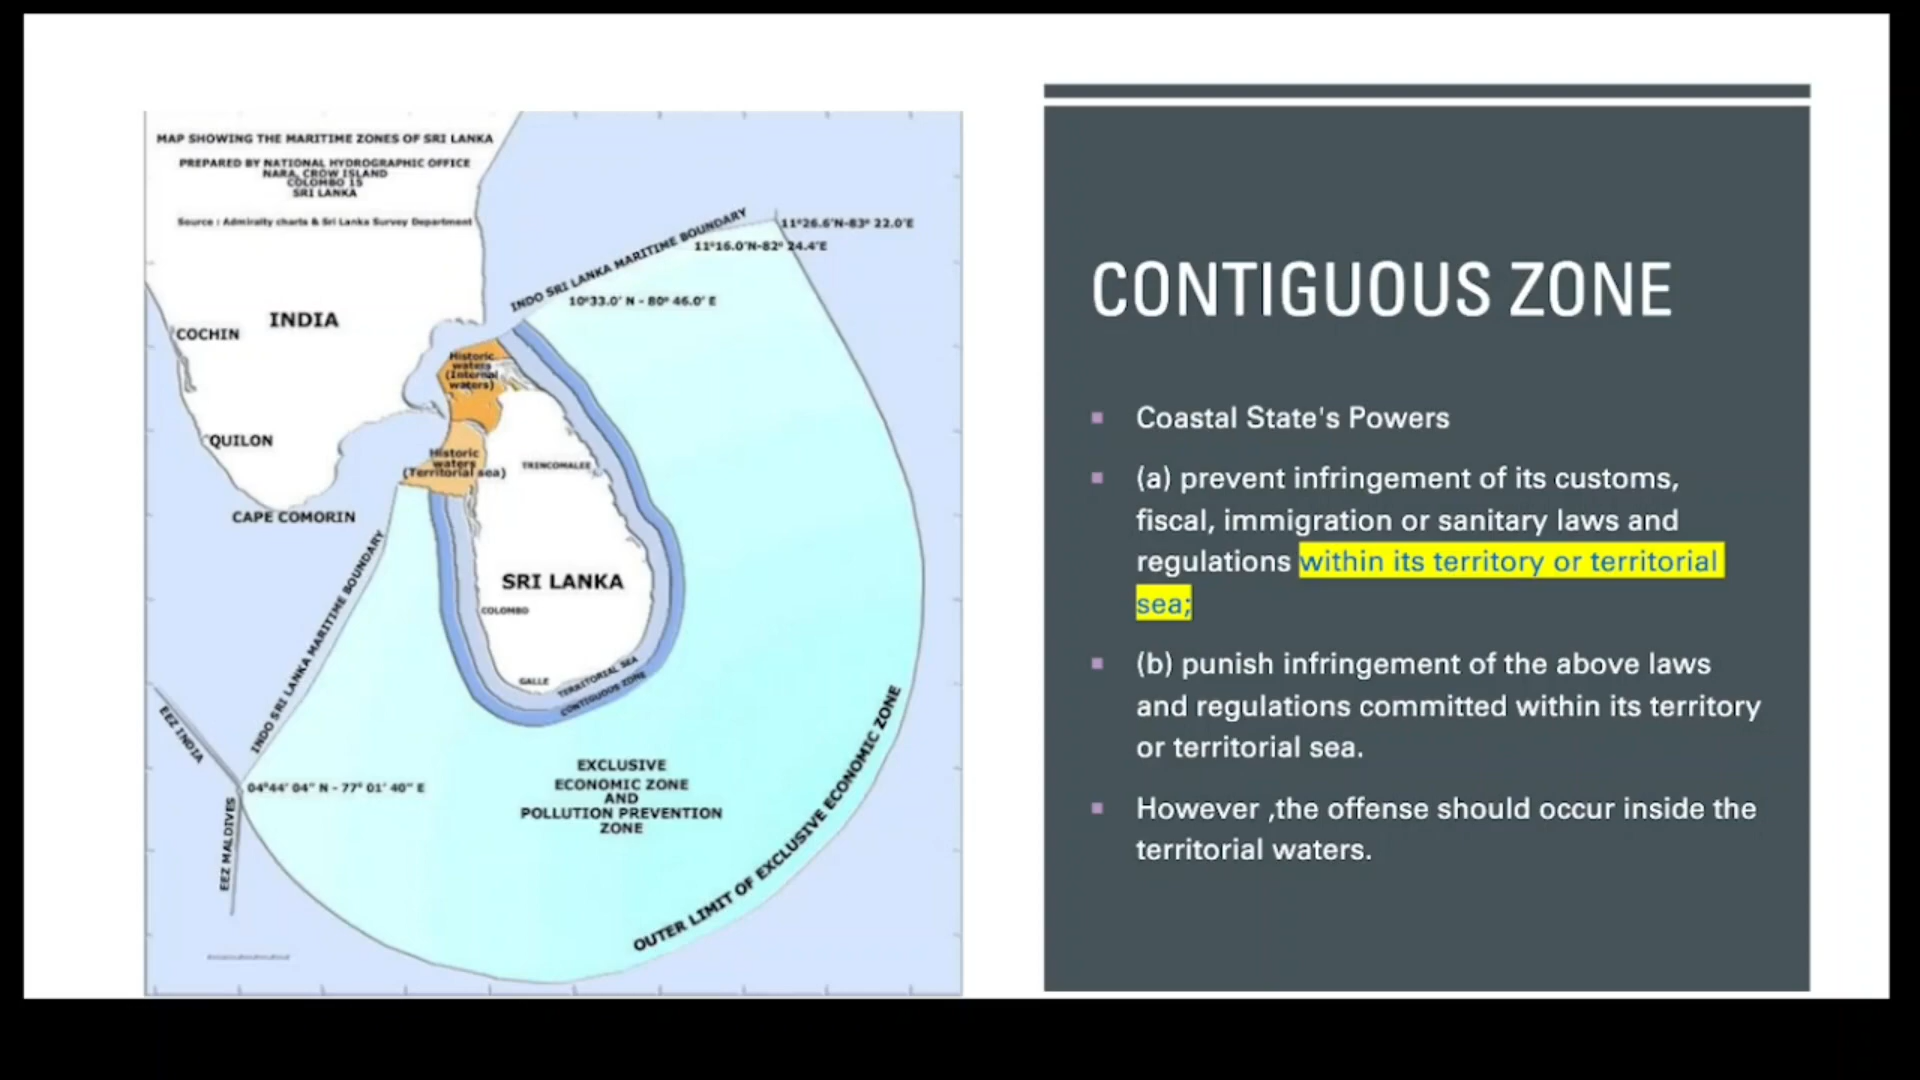 MAP SHOWING THE MARITIME ZONES OF SRI LANKA
PREPARED BY NATIONAL HYDROGRAPHIC OFFICE
NARA, CROW ISLAND
COLOMBO 15
SRI LANKA
Source : Admiralty charts & Sri Lanka Survey Department
INDO SRI LANKA MARITIME BOUNDARY
11°26.6'N-83° 22.0'E
11°16.0'N-82° 24.4'E
10°33.0' N - 80° 46.0' E
INDIA
COCHIN
Historic
waters
(Internal
waters)
QUILON
Historic
waters
(Territorial sea)
TRINCOMALEE
CAPE COMORIN
SRI LANKA
COLOMBO
INDO SRI LANKA MARITIME BOUNDARY
GALLE
TERRITORIAL SEA
CONTIGUOUS ZONE
EEZ INDIA
04°44' 04" N - 77° 01' 40" E
EEZ MALDIVES
EXCLUSIVE
ECONOMIC ZONE
AND
POLLUTION PREVENTION
ZONE
OUTER LIMIT OF EXCLUSIVE ECONOMIC ZONE
CONTIGUOUS ZONE
Coastal State's Powers
(a) prevent infringement of its customs,
fiscal, immigration or sanitary laws and
regulations within its territory or territorial
sea;
(b) punish infringement of the above laws
and regulations committed within its territory
or territorial sea.
However ,the offense should occur inside the
territorial waters.